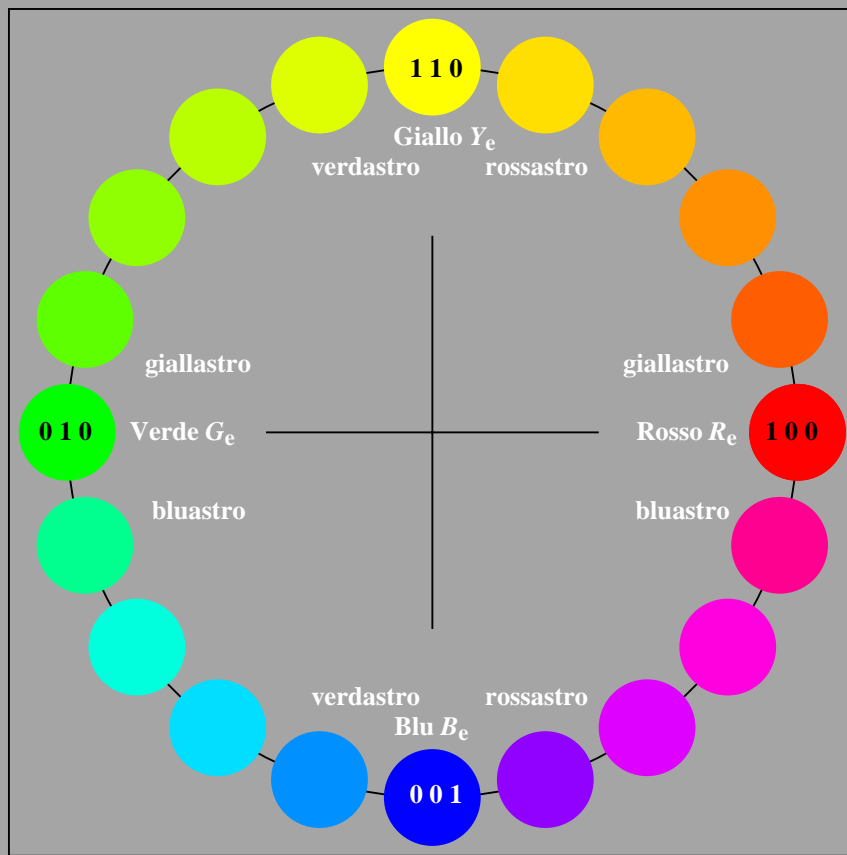 1 1 0
Giallo Ye
verdastro rossastro
giallastro giallastro
0 1 0 Verde Ge Rosso Re 1 0 0
bluastro bluastro
verdastro rossastro
Blu Be
0 0 1